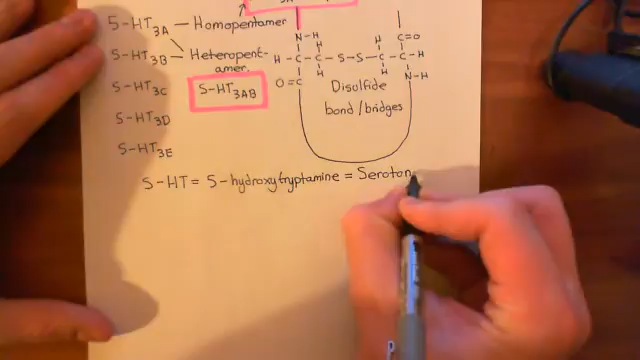 5-HT3A — Homopentamer
5-HT3B — Heteropent-
amer.
5-HT3C
5-HT3AB
5-HT3D
5-HT3E
N-H
H
H-C-C-S-S-C-C-H
H
O=C
C=O
H
H
N-H
Disulfide
bond/bridges
5-HT = 5-hydroxytryptamine = Seroton